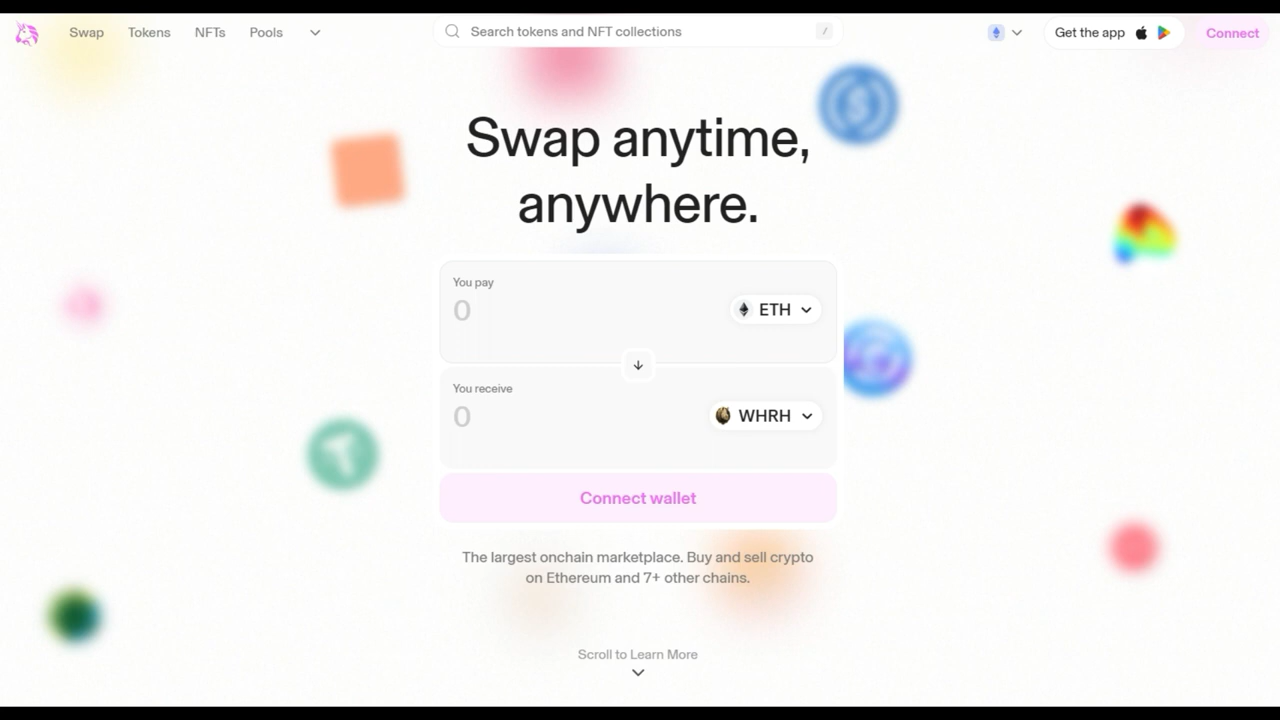 Swap
Tokens
NFTs
Pools
Search tokens and NFT collections
/
Get the app
Connect
Swap anytime,
anywhere.
You pay
0
ETH
You receive
0
WHRH
Connect wallet
The largest onchain marketplace. Buy and sell crypto
on Ethereum and 7+ other chains.
Scroll to Learn More